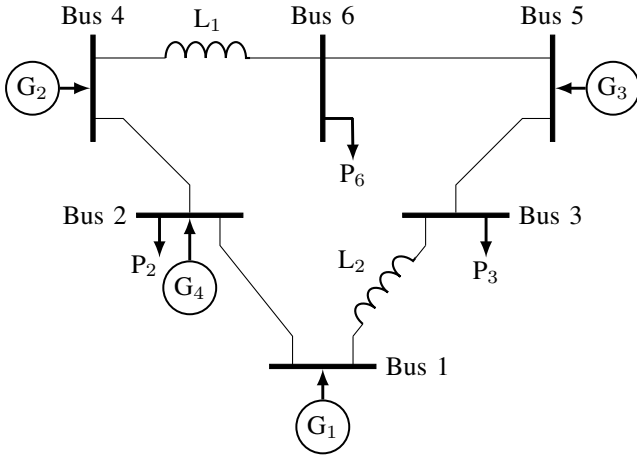 Bus 4
L₁
Bus 6
Bus 5
G₂
G₃
P₆
Bus 2
Bus 3
P₂
G₄
L₂
P₃
Bus 1
G₁